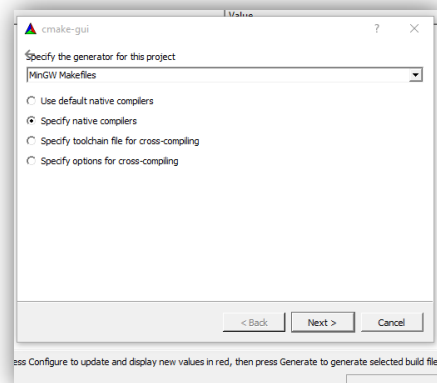 Value
cmake-gui
?
Specify the generator for this project
MinGW Makefiles
Use default native compilers
Specify native compilers
Specify toolchain file for cross-compiling
Specify options for cross-compiling
< Back Next > Cancel
ess Configure to update and display new values in red, then press Generate to generate selected build file